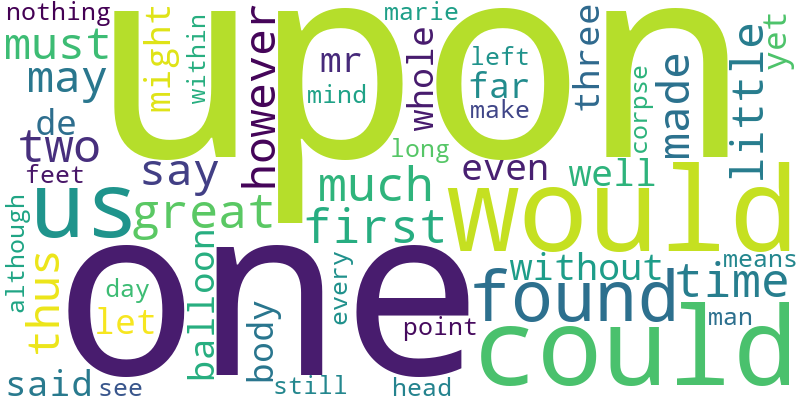 nothing
upon
marie
must
might
within
however
mr
mind
whole
left
far
make
three
corpse
made
little
yet
may
de
two
feet
say
long
even
well
us
great
much
first
would
although
thus
one
day
let
balloon
body
every
found
without
time
means
point
could
man
said
see
still
head